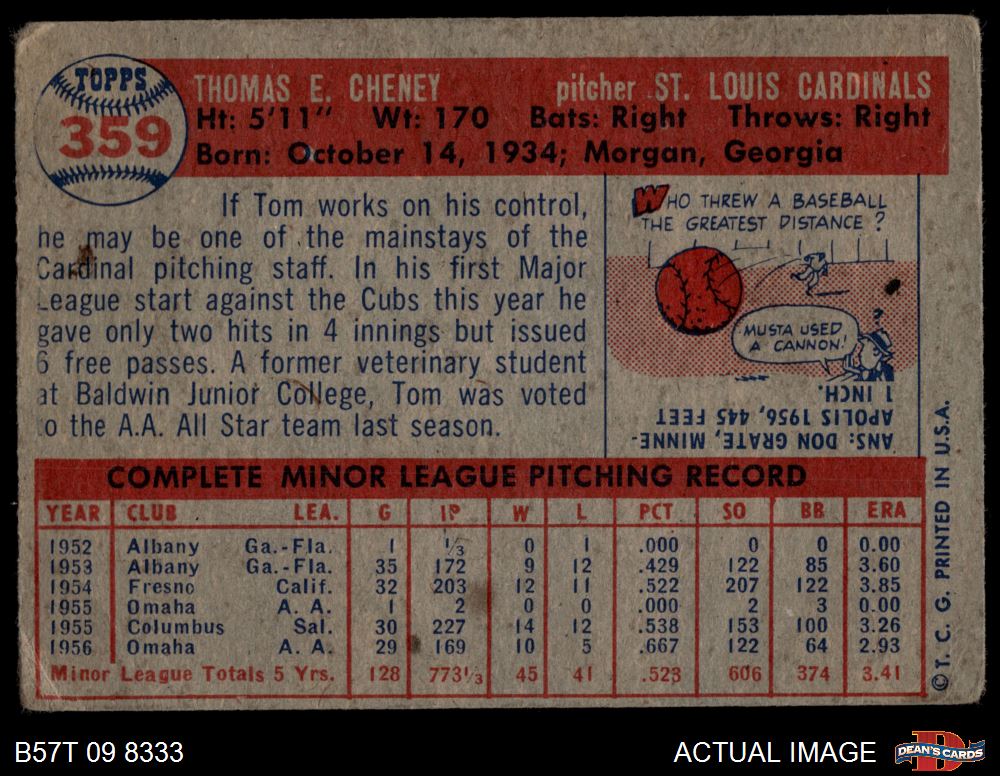 TOPPS
359
THOMAS E. CHENEY pitcher ST. LOUIS CARDINALS
Ht: 5'11" Wt: 170 Bats: Right Throws: Right
Born: October 14, 1934; Morgan, Georgia
If Tom works on his control,
he may be one of the mainstays of the
Cardinal pitching staff. In his first Major
League start against the Cubs this year he
gave only two hits in 4 innings but issued
6 free passes. A former veterinary student
at Baldwin Junior College, Tom was voted
to the A.A. All Star team last season.
WHO THREW A BASEBALL
THE GREATEST DISTANCE?
?
MUSTA USED
A CANNON!
ANS: DON GRATE, MINNE-
APOLIS 1956, 445 FEET
1 INCH.
COMPLETE MINOR LEAGUE PITCHING RECORD
YEAR CLUB LEA. G IP W L PCT SO BB ERA
1952 Albany Ga.-Fla. 1 1/3 0 1 .000 0 0 0.00
1953 Albany Ga.-Fla. 35 172 9 12 .429 122 85 3.60
1954 Fresno Calif. 32 203 12 11 .522 207 122 3.85
1955 Omaha A. A. 1 2 0 0 .000 2 3 0.00
1955 Columbus Sal. 30 227 14 12 .538 153 100 3.26
1956 Omaha A. A. 29 169 10 5 .667 122 64 2.93
Minor League Totals 5 Yrs. 128 773 1/3 45 41 .523 606 374 3.41
© T. C. G. PRINTED IN U.S.A.
B57T 09 8333 ACTUAL IMAGE
DEAN'S CARDS